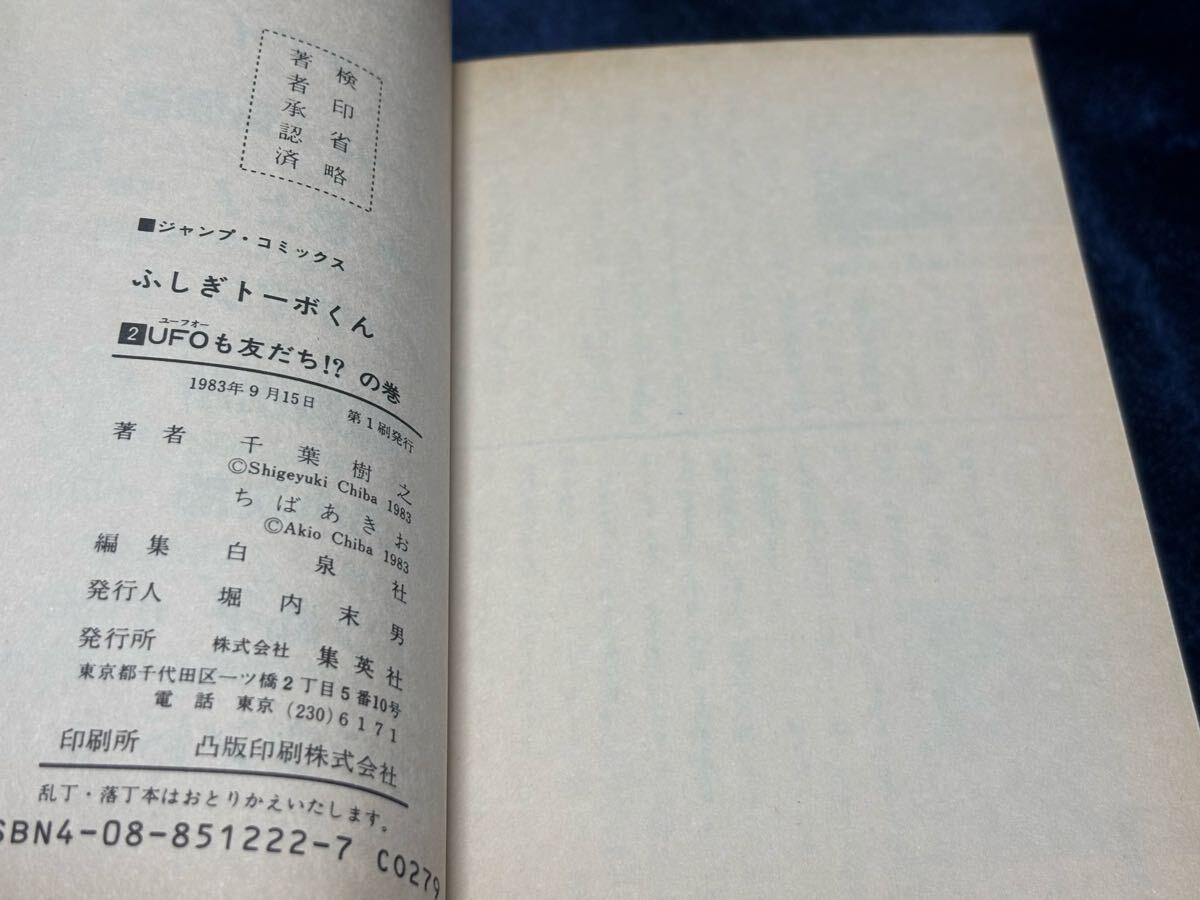 検印省略
著者承認済
■ジャンプ・コミックス
ふしぎトーボくん
ユーフォー
2UFOも友だち!?の巻
1983年9月15日 第1刷発行
著者 千葉樹之
©Shigeyuki Chiba 1983
ちばあきお
©Akio Chiba 1983
編集 白泉社
発行人 堀内末男
発行所 株式会社 集英社
東京都千代田区一ツ橋2丁目5番10号
電話 東京(230)6171
印刷所 凸版印刷株式会社
乱丁・落丁本はおとりかえいたします。
SBN4-08-851222-7 C0279